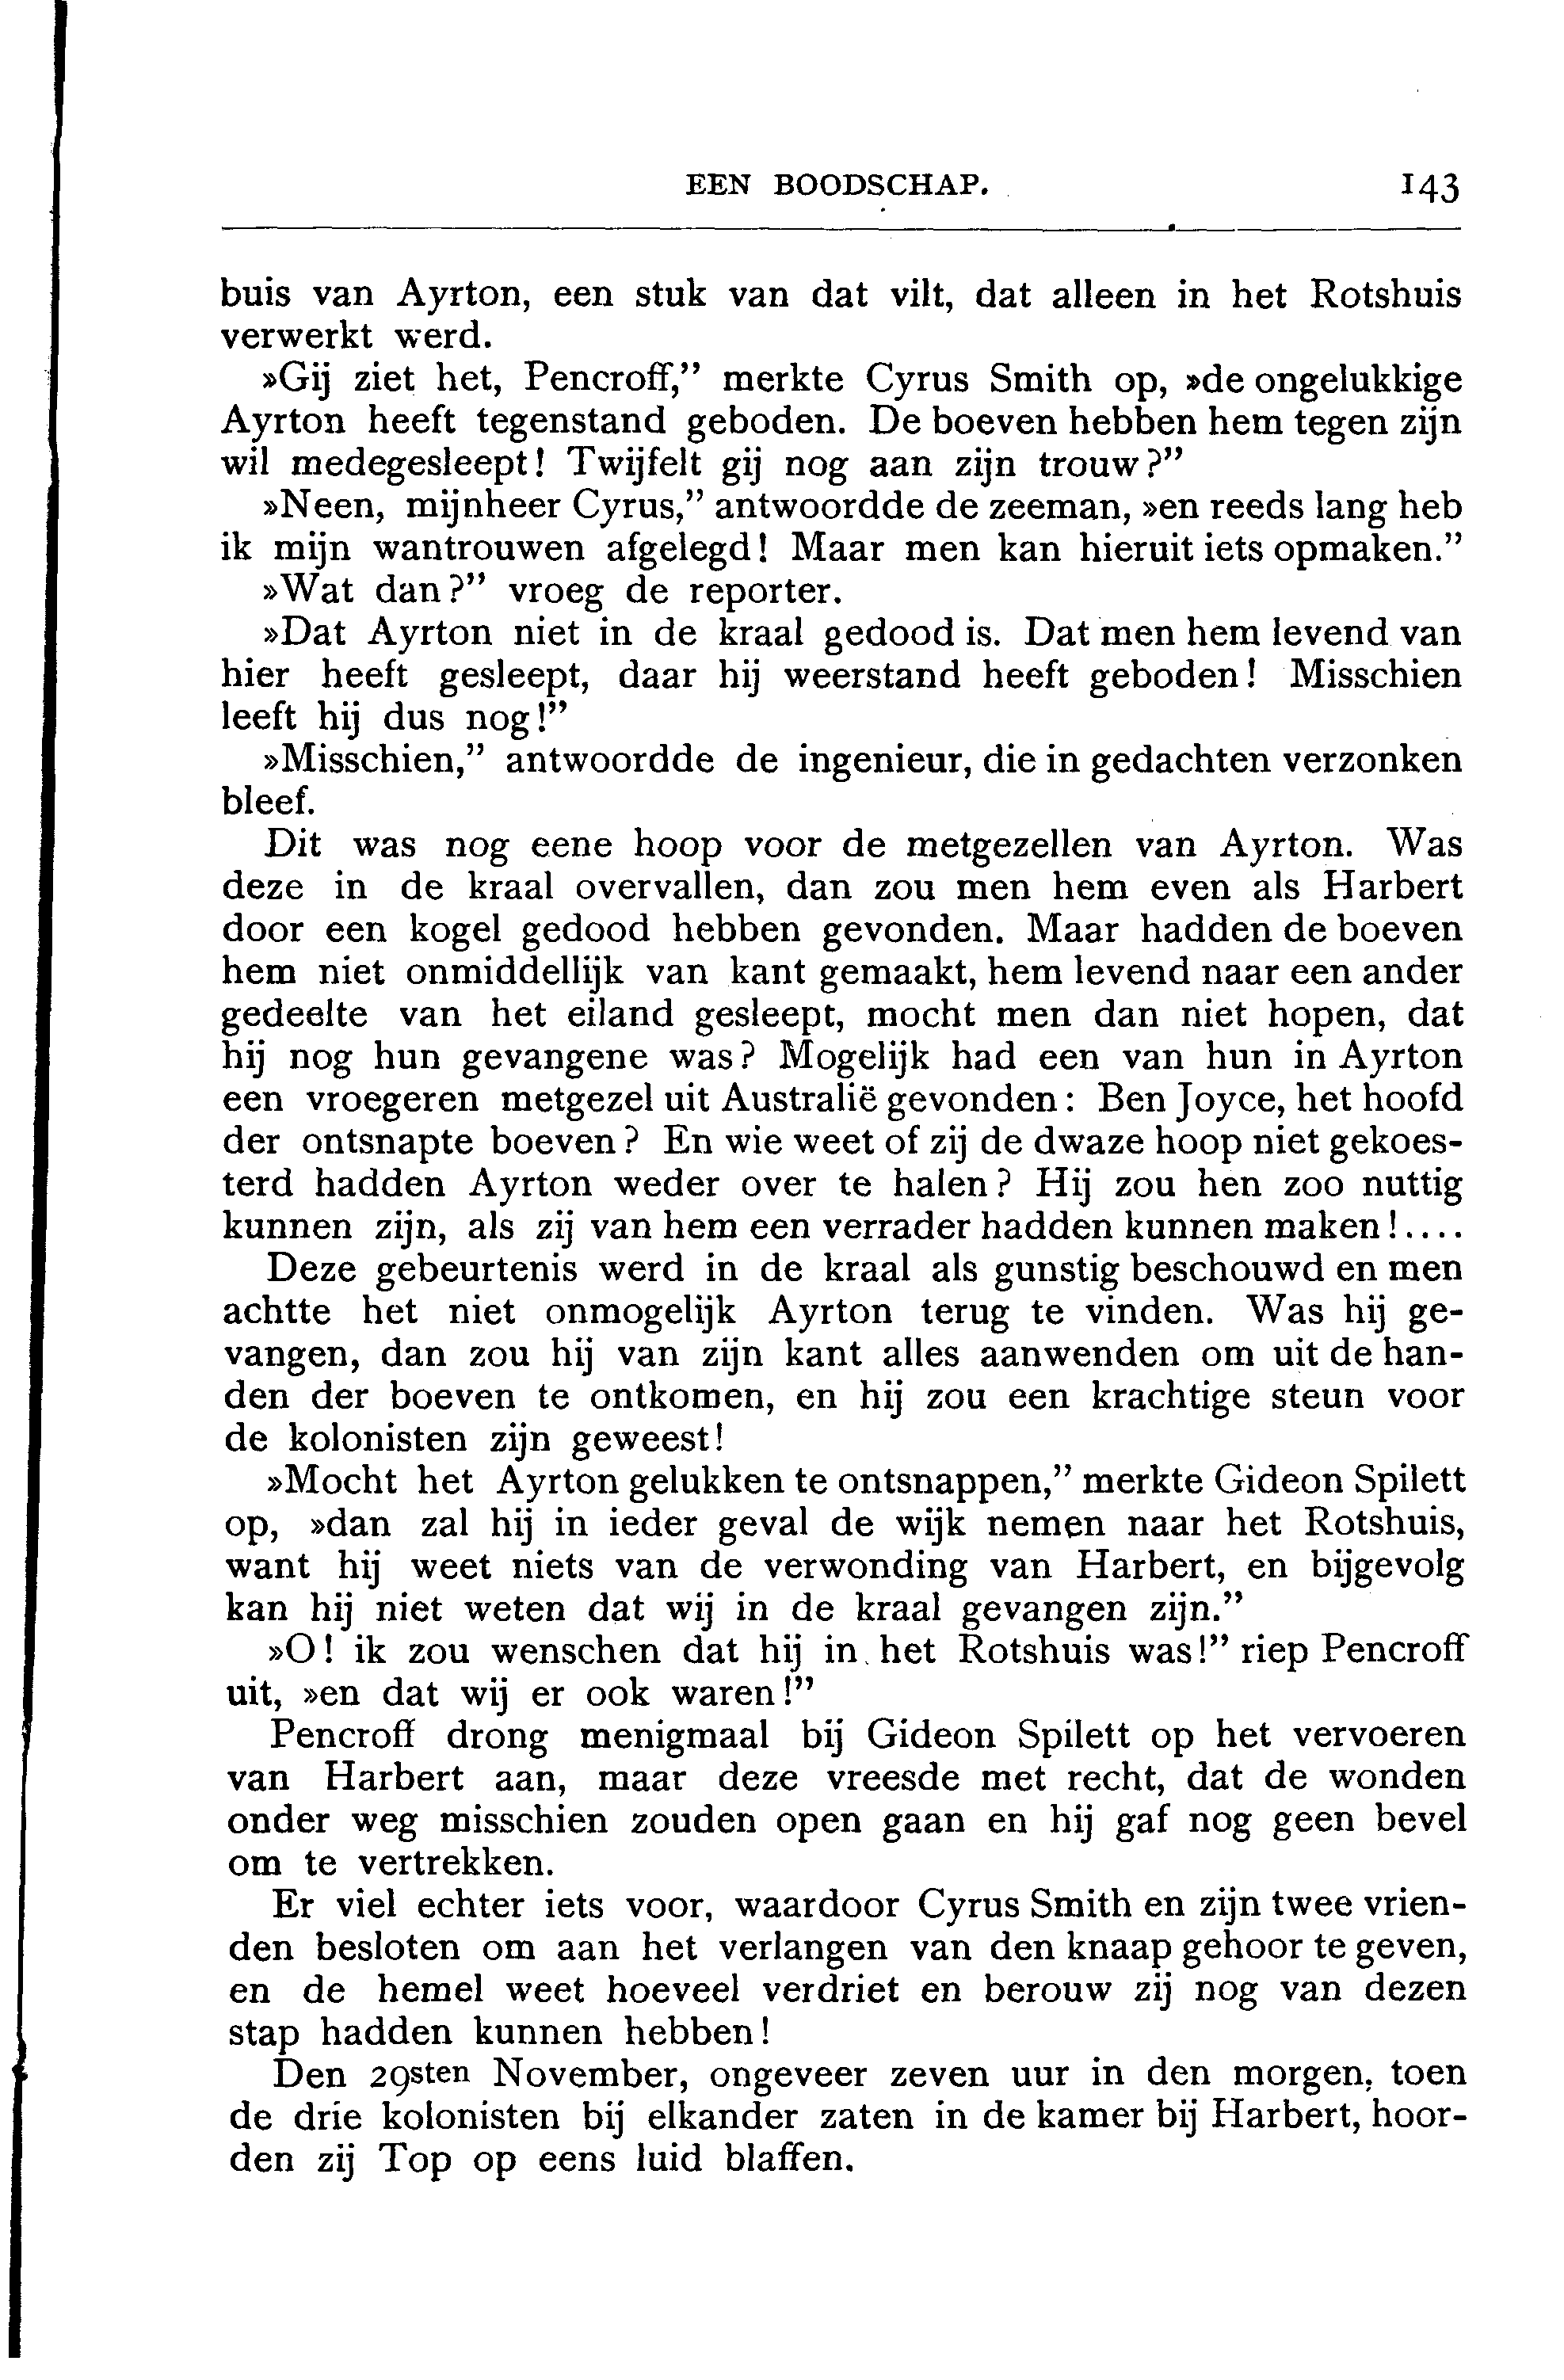 EEN BOODSCHAP. 143
buis van Ayrton, een stuk van dat vilt, dat alleen in het Rotshuis
verwerkt werd.
»Gij ziet het, Pencroff,” merkte Cyrus Smith op, »de ongelukkige
Ayrton heeft tegenstand geboden. De boeven hebben hem tegen zijn
wil medegesleept! Twijfelt gij nog aan zijn trouw?”
»Neen, mijnheer Cyrus,” antwoordde de zeeman, »en reeds lang heb
ik mijn wantrouwen afgelegd! Maar men kan hieruit iets opmaken.”
»Wat dan?” vroeg de reporter.
»Dat Ayrton niet in de kraal gedood is. Dat men hem levend van
hier heeft gesleept, daar hij weerstand heeft geboden! Misschien
leeft hij dus nog!”
»Misschien,” antwoordde de ingenieur, die in gedachten verzonken
bleef.
Dit was nog eene hoop voor de metgezellen van Ayrton. Was
deze in de kraal overvallen, dan zou men hem even als Harbert
door een kogel gedood hebben gevonden. Maar hadden de boeven
hem niet onmiddellijk van kant gemaakt, hem levend naar een ander
gedeelte van het eiland gesleept, mocht men dan niet hopen, dat
hij nog hun gevangene was? Mogelijk had een van hun in Ayrton
een vroegeren metgezel uit Australië gevonden: Ben Joyce, het hoofd
der ontsnapte boeven? En wie weet of zij de dwaze hoop niet gekoes-
terd hadden Ayrton weder over te halen? Hij zou hen zoo nuttig
kunnen zijn, als zij van hem een verrader hadden kunnen maken!....
Deze gebeurtenis werd in de kraal als gunstig beschouwd en men
achtte het niet onmogelijk Ayrton terug te vinden. Was hij ge-
vangen, dan zou hij van zijn kant alles aanwenden om uit de han-
den der boeven te ontkomen, en hij zou een krachtige steun voor
de kolonisten zijn geweest!
»Mocht het Ayrton gelukken te ontsnappen,” merkte Gideon Spilett
op, »dan zal hij in ieder geval de wijk nemen naar het Rotshuis,
want hij weet niets van de verwonding van Harbert, en bijgevolg
kan hij niet weten dat wij in de kraal gevangen zijn.”
»O! ik zou wenschen dat hij in het Rotshuis was!” riep Pencroff
uit, »en dat wij er ook waren!”
Pencroff drong menigmaal bij Gideon Spilett op het vervoeren
van Harbert aan, maar deze vreesde met recht, dat de wonden
onder weg misschien zouden open gaan en hij gaf nog geen bevel
om te vertrekken.
Er viel echter iets voor, waardoor Cyrus Smith en zijn twee vrien-
den besloten om aan het verlangen van den knaap gehoor te geven,
en de hemel weet hoeveel verdriet en berouw zij nog van dezen
stap hadden kunnen hebben!
Den 29sten November, ongeveer zeven uur in den morgen, toen
de drie kolonisten bij elkander zaten in de kamer bij Harbert, hoor-
den zij Top op eens luid blaffen.